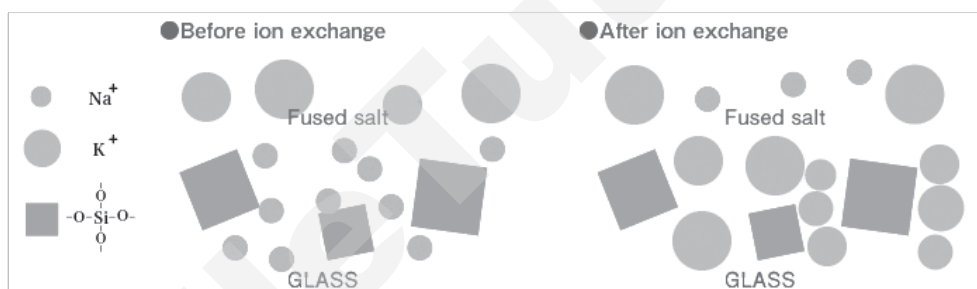 ●Before ion exchange
●After ion exchange
Na+
K+
Fused salt
Fused salt
O
-O-Si-O-
O
GLASS
GLASS